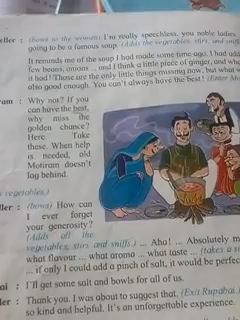 eller : (bows to the woman) I'm really speechless, you noble ladies
going to be a famous soup. (Adds the vegetables, stirs and sniffs
It reminds me of the soup I had made some time ago. I had add
few beans, onions ... and I think a little piece of ginger, and who
it had! Those are the only little things missing now, but what w
also good enough. You can't always have the best! (Enter Mo
ram : Why not? If you
can have the best,
why miss the
golden chance?
Here. Take
these. When help
is needed, old
Motiram doesn't
lag behind.
vegetables.)
ller : (bows) How can
I ever forget
your generosity?
(Adds all the
vegetables, stirs and sniffs.) ... Aha! ... Absolutely m
what flavour ... what aroma ... what taste ... (takes a
... if only I could add a pinch of salt, it would be perfec
ai : I'll get some salt and bowls for all of us.
ler : Thank you. I was about to suggest that. (Exit Rupabai
so kind and helpful. It's an unforgettable experience.